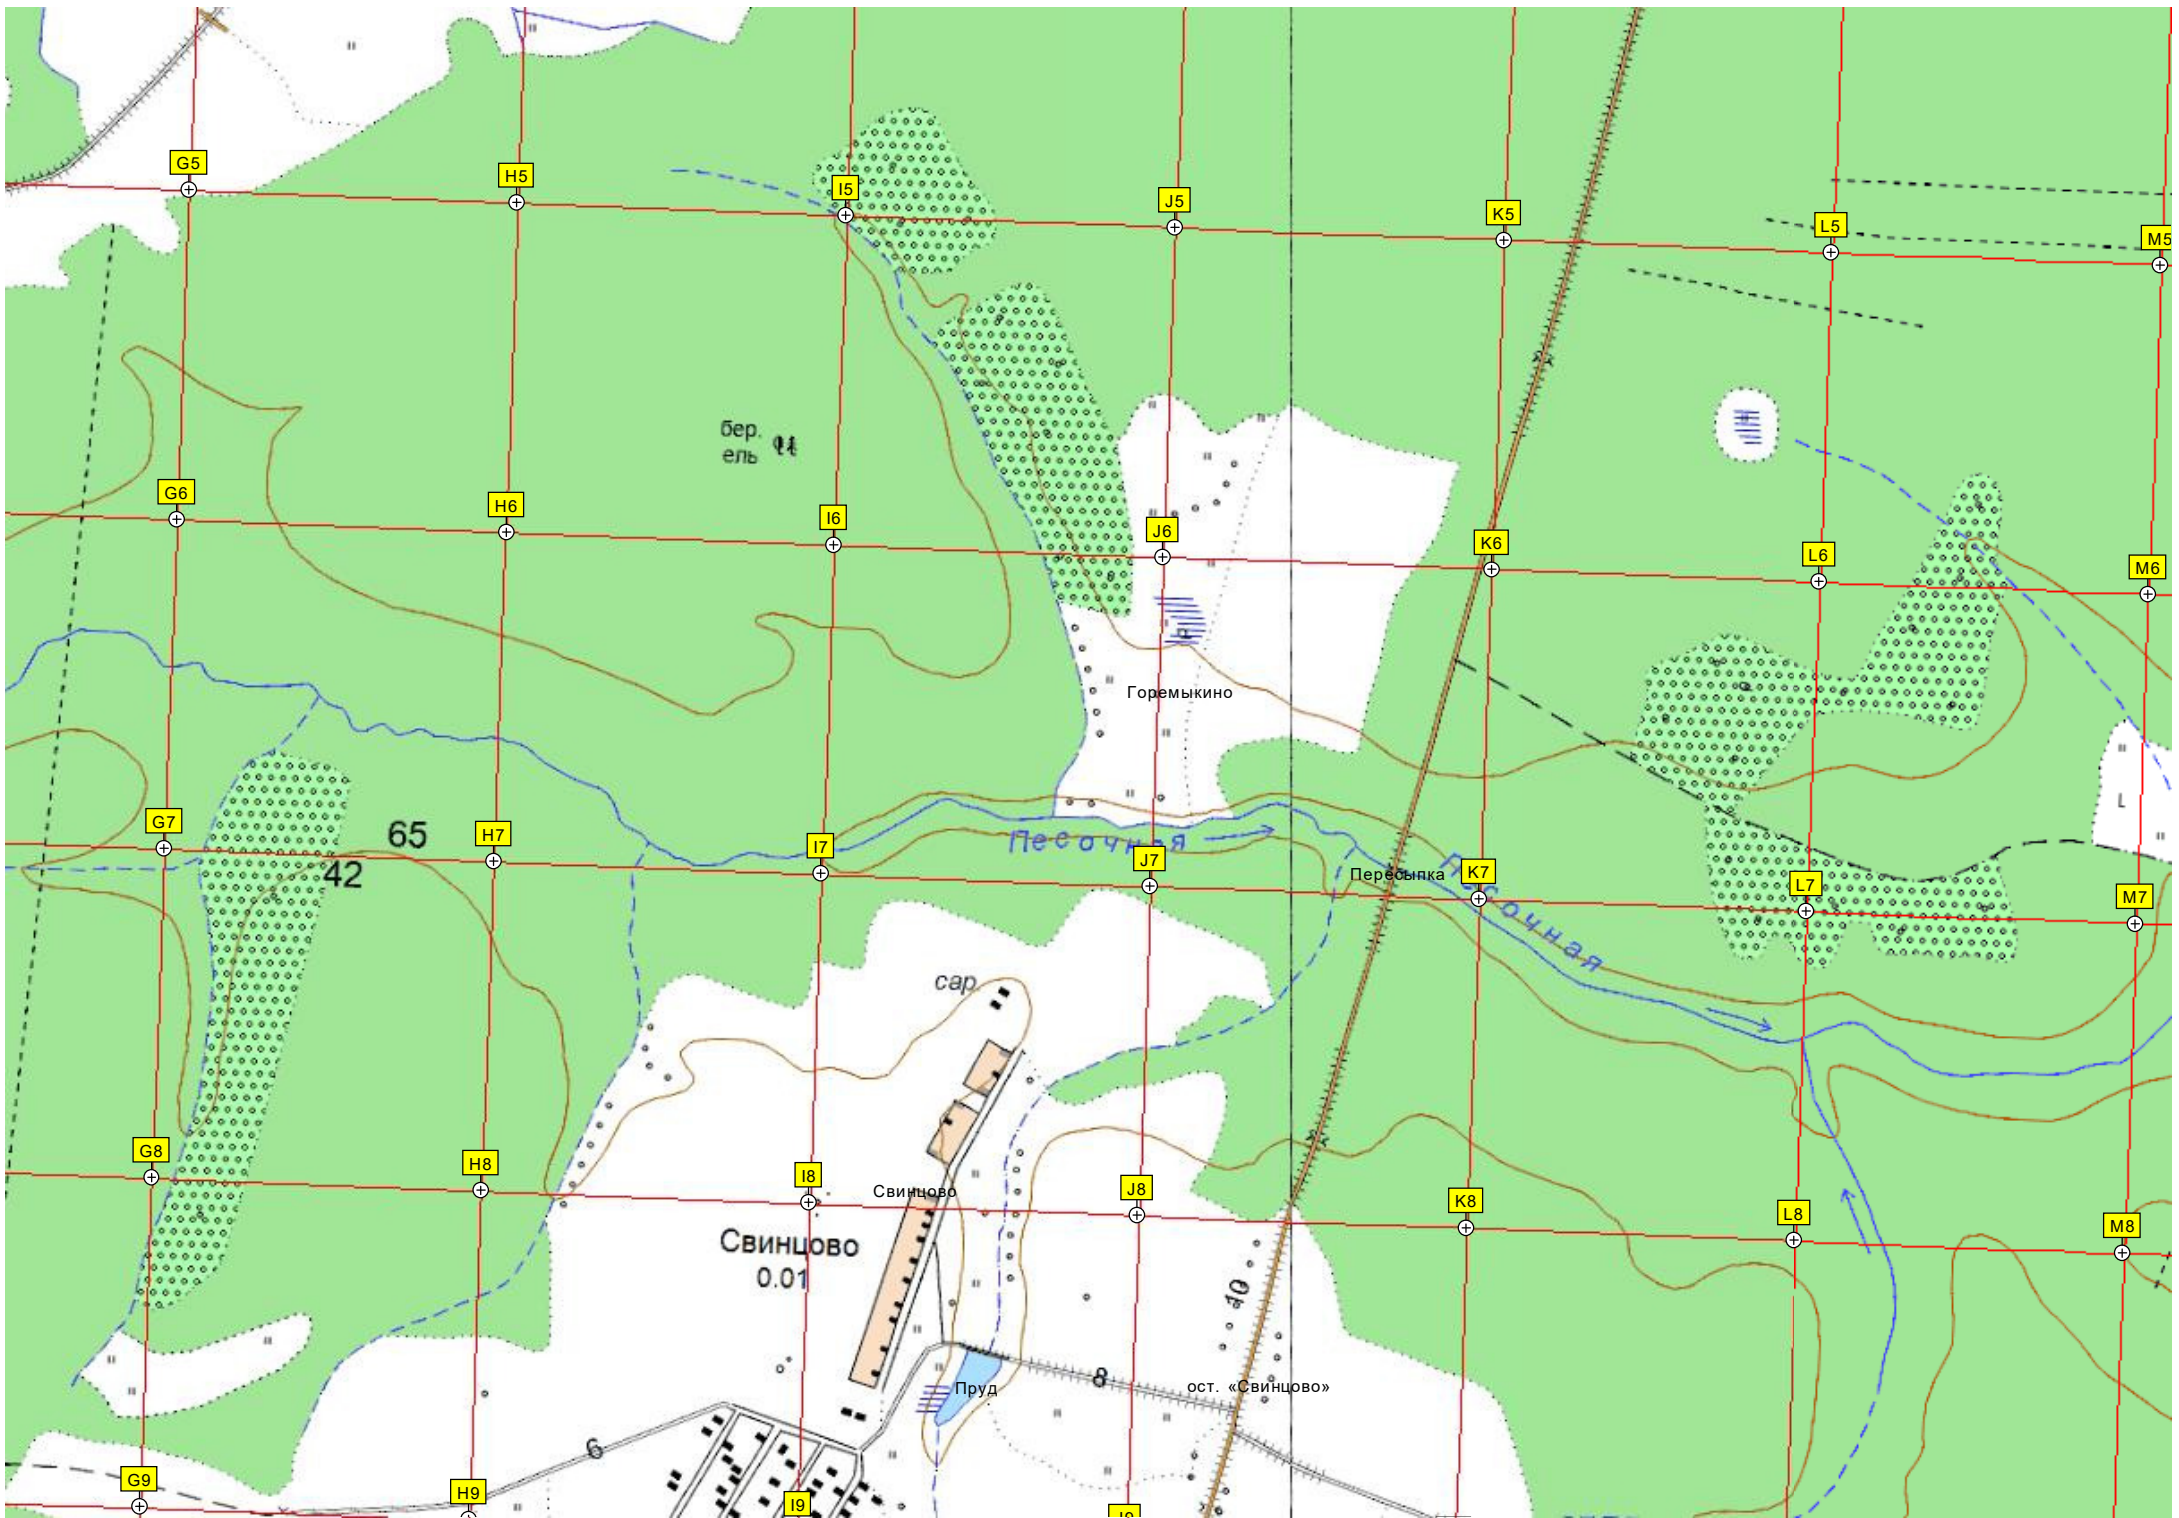 G5
H5
I5
J5
K5
L5
M5
бер.
ель
G6
H6
I6
J6
K6
L6
M6
Горемыкино
65
42
G7
H7
I7
Песочная
J7
Пересыпка
K7
Песочная
L7
M7
сар.
G8
H8
I8
Свинцово
J8
K8
L8
M8
Свинцово
0.01
10
8
Пруд
ост. «Свинцово»
6
G9
H9
I9
J9